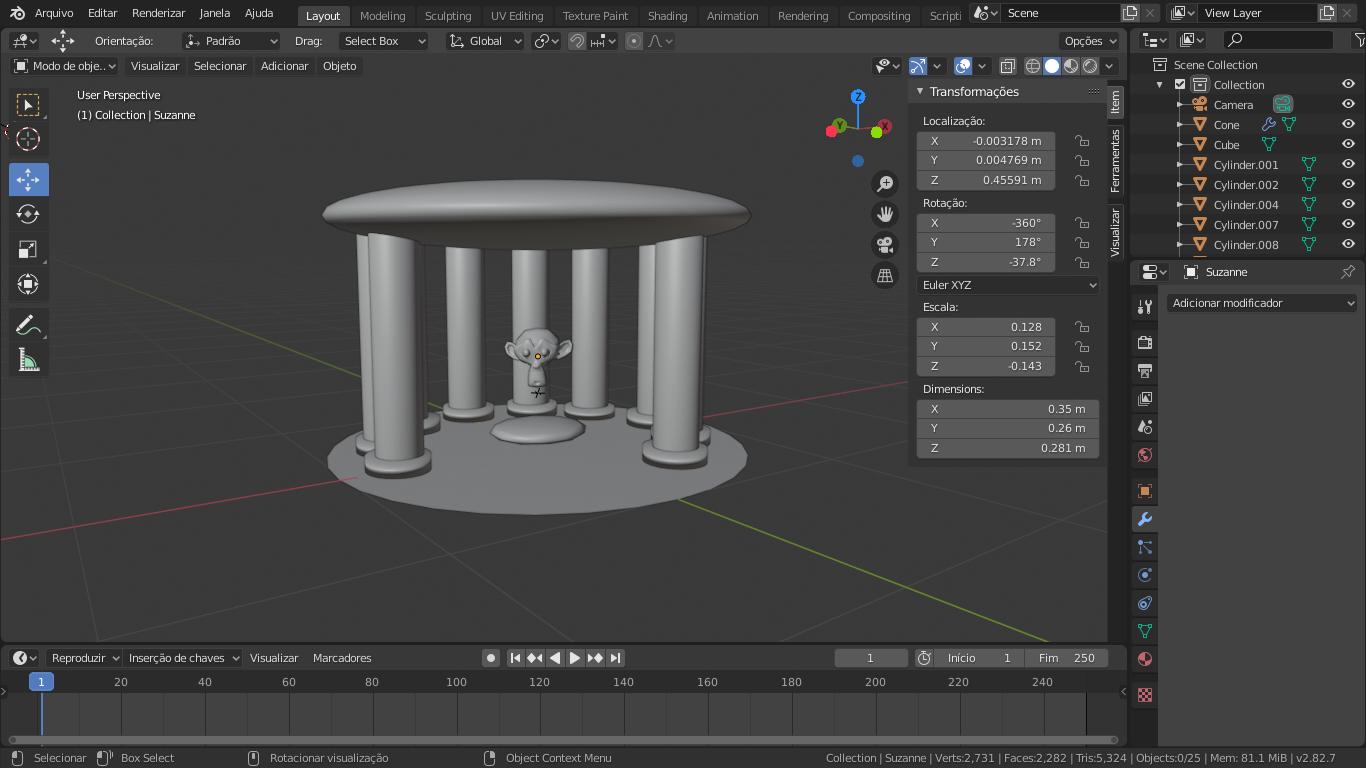 Arquivo Editar Renderizar Janela Ajuda Layout Modeling Sculpting UV Editing Texture Paint Shading Animation Rendering Compositing Scripti Scene View Layer
Orientação: Padrão Drag: Select Box Global Opções
Modo de obje.. Visualizar Selecionar Adicionar Objeto
User Perspective
(1) Collection | Suzanne
Z
Y
X
Transformações
Localização:
X -0.003178 m
Y 0.004769 m
Z 0.45591 m
Rotação:
X -360°
Y 178°
Z -37.8°
Euler XYZ
Escala:
X 0.128
Y 0.152
Z -0.143
Dimensions:
X 0.35 m
Y 0.26 m
Z 0.281 m
Item
Ferramentas
Visualizar
Scene Collection
Collection
Camera
Cone
Cube
Cylinder.001
Cylinder.002
Cylinder.004
Cylinder.007
Cylinder.008
Suzanne
Adicionar modificador
Reproduzir Inserção de chaves Visualizar Marcadores 1 Início 1 Fim 250
1 20 40 60 80 100 120 140 160 180 200 220 240
Selecionar Box Select Rotacionar visualização Object Context Menu Collection | Suzanne | Verts:2,731 | Faces:2,282 | Tris:5,324 | Objects:0/25 | Mem: 81.1 MiB | v2.82.7